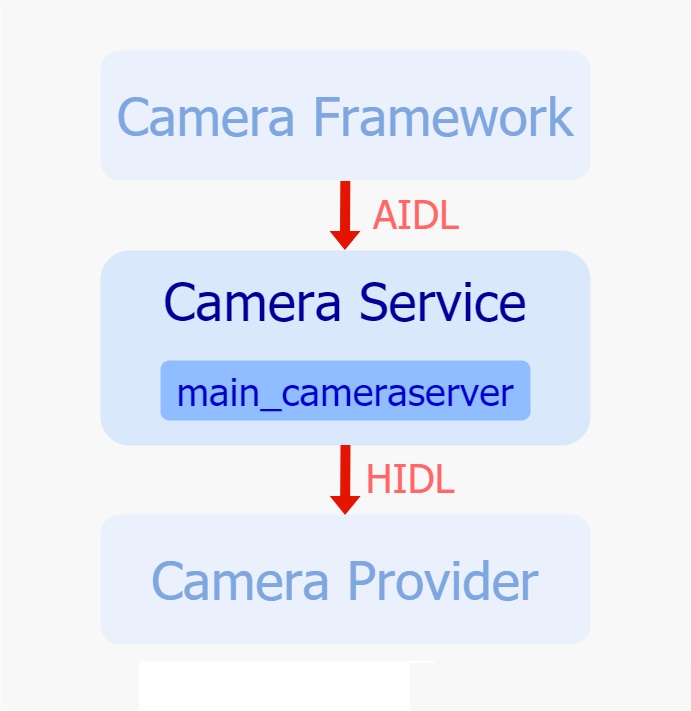 Camera Framework
AIDL
Camera Service
main_cameraserver
HIDL
Camera Provider